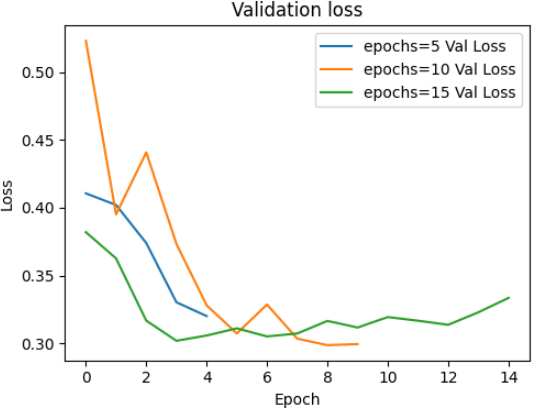 Validation loss
epochs=5 Val Loss
epochs=10 Val Loss
epochs=15 Val Loss
Loss
0.50
0.45
0.40
0.35
0.30
0 2 4 6 8 10 12 14
Epoch